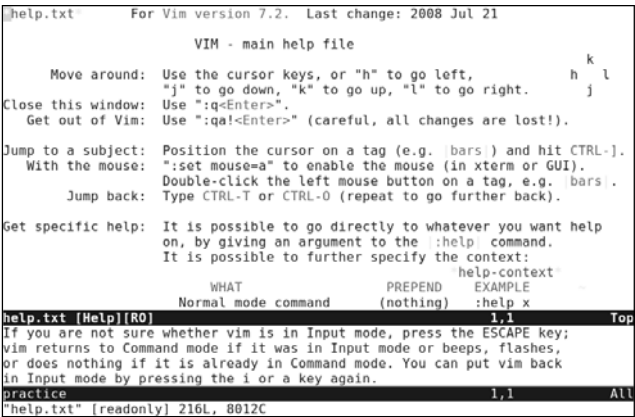 help.txt For Vim version 7.2. Last change: 2008 Jul 21
VIM - main help file
k
Move around: Use the cursor keys, or "h" to go left, h l
"j" to go down, "k" to go up, "l" to go right. j
Close this window: Use ":q<Enter>".
Get out of Vim: Use ":qa!<Enter>" (careful, all changes are lost!).
Jump to a subject: Position the cursor on a tag (e.g. |bars|) and hit CTRL-].
With the mouse: ":set mouse=a" to enable the mouse (in xterm or GUI).
Double-click the left mouse button on a tag, e.g. |bars|.
Jump back: Type CTRL-T or CTRL-O (repeat to go further back).
Get specific help: It is possible to go directly to whatever you want help
on, by giving an argument to the |:help| command.
It is possible to further specify the context:
*help-context*
WHAT PREPEND EXAMPLE
Normal mode command (nothing) :help x
help.txt [Help][RO] 1,1 Top
If you are not sure whether vim is in Input mode, press the ESCAPE key;
vim returns to Command mode if it was in Input mode or beeps, flashes,
or does nothing if it is already in Command mode. You can put vim back
in Input mode by pressing the i or a key again.
practice 1,1 All
"help.txt" [readonly] 216L, 8012C